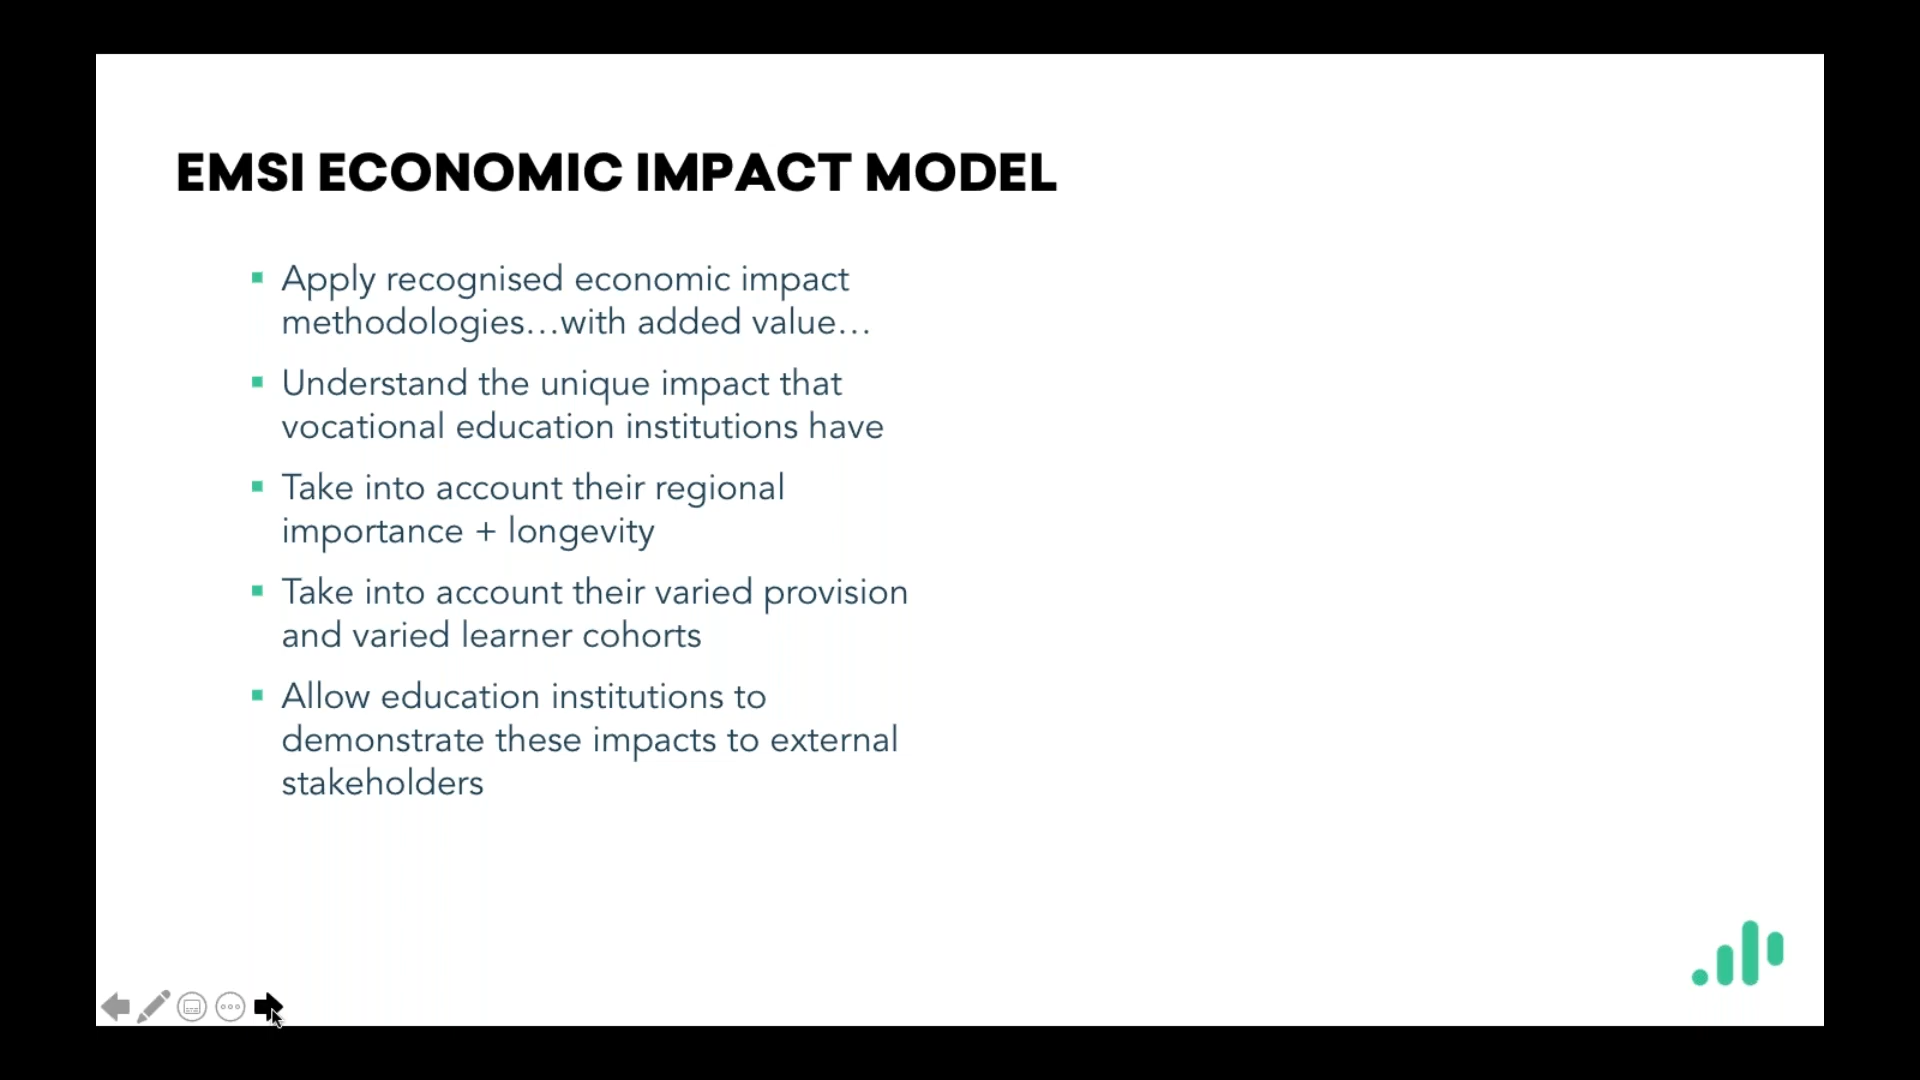 EMSI ECONOMIC IMPACT MODEL
Apply recognised economic impact
methodologies...with added value...
Understand the unique impact that
vocational education institutions have
Take into account their regional
importance + longevity
Take into account their varied provision
and varied learner cohorts
Allow education institutions to
demonstrate these impacts to external
stakeholders